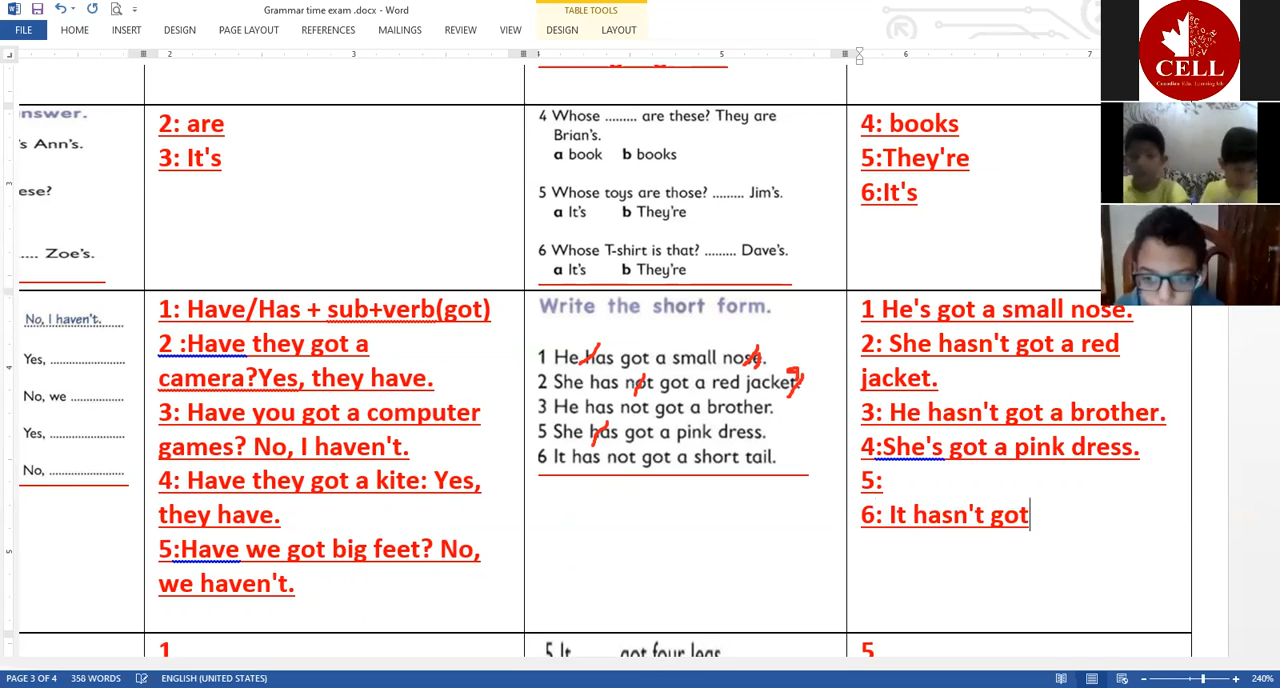 Grammar time exam .docx - Word
TABLE TOOLS
FILE HOME INSERT DESIGN PAGE LAYOUT REFERENCES MAILINGS REVIEW VIEW DESIGN LAYOUT
2 3 4 5 6 7
CELL
Canadian
nswer.
's Ann's.
ese?
.... Zoe's.
2: are
3: It's
4 Whose ......... are these? They are
Brian's.
a book b books
5 Whose toys are those? ......... Jim's.
a It's b They're
6 Whose T-shirt is that? ......... Dave's.
a It's b They're
4: books
5:They're
6:It's
No, I haven't.
Yes, ......................
No, we ................
Yes, ......................
No, ......................
1: Have/Has + sub+verb(got)
2 :Have they got a
camera?Yes, they have.
3: Have you got a computer
games? No, I haven't.
4: Have they got a kite: Yes,
they have.
5:Have we got big feet? No,
we haven't.
Write the short form.
1 He has got a small nose.
2 She has not got a red jacket.
3 He has not got a brother.
5 She has got a pink dress.
6 It has not got a short tail.
1 He's got a small nose.
2: She hasn't got a red
jacket.
3: He hasn't got a brother.
4:She's got a pink dress.
5:
6: It hasn't got
1
5 It got four legs
5
PAGE 3 OF 4 358 WORDS ENGLISH (UNITED STATES) 240%